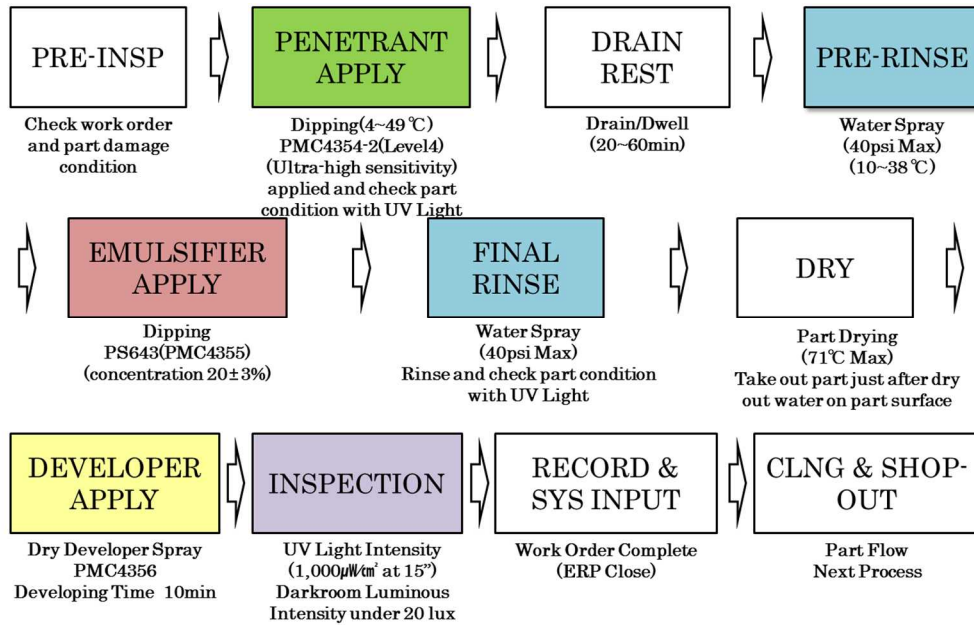 PRE-INSP
Check work order
and part damage
condition
PENETRANT
APPLY
Dipping(4~49℃)
PMC4354-2(Level4)
(Ultra-high sensitivity)
applied and check part
condition with UV Light
DRAIN
REST
Drain/Dwell
(20~60min)
PRE-RINSE
Water Spray
(40psi Max)
(10~38℃)
EMULSIFIER
APPLY
Dipping
PS643(PMC4355)
(concentration 20±3%)
FINAL
RINSE
Water Spray
(40psi Max)
Rinse and check part condition
with UV Light
DRY
Part Drying
(71℃ Max)
Take out part just after dry
out water on part surface
DEVELOPER
APPLY
Dry Developer Spray
PMC4356
Developing Time 10min
INSPECTION
UV Light Intensity
(1,000㎼/㎠ at 15”)
Darkroom Luminous
Intensity under 20 lux
RECORD &
SYS INPUT
Work Order Complete
(ERP Close)
CLNG & SHOP-
OUT
Part Flow
Next Process